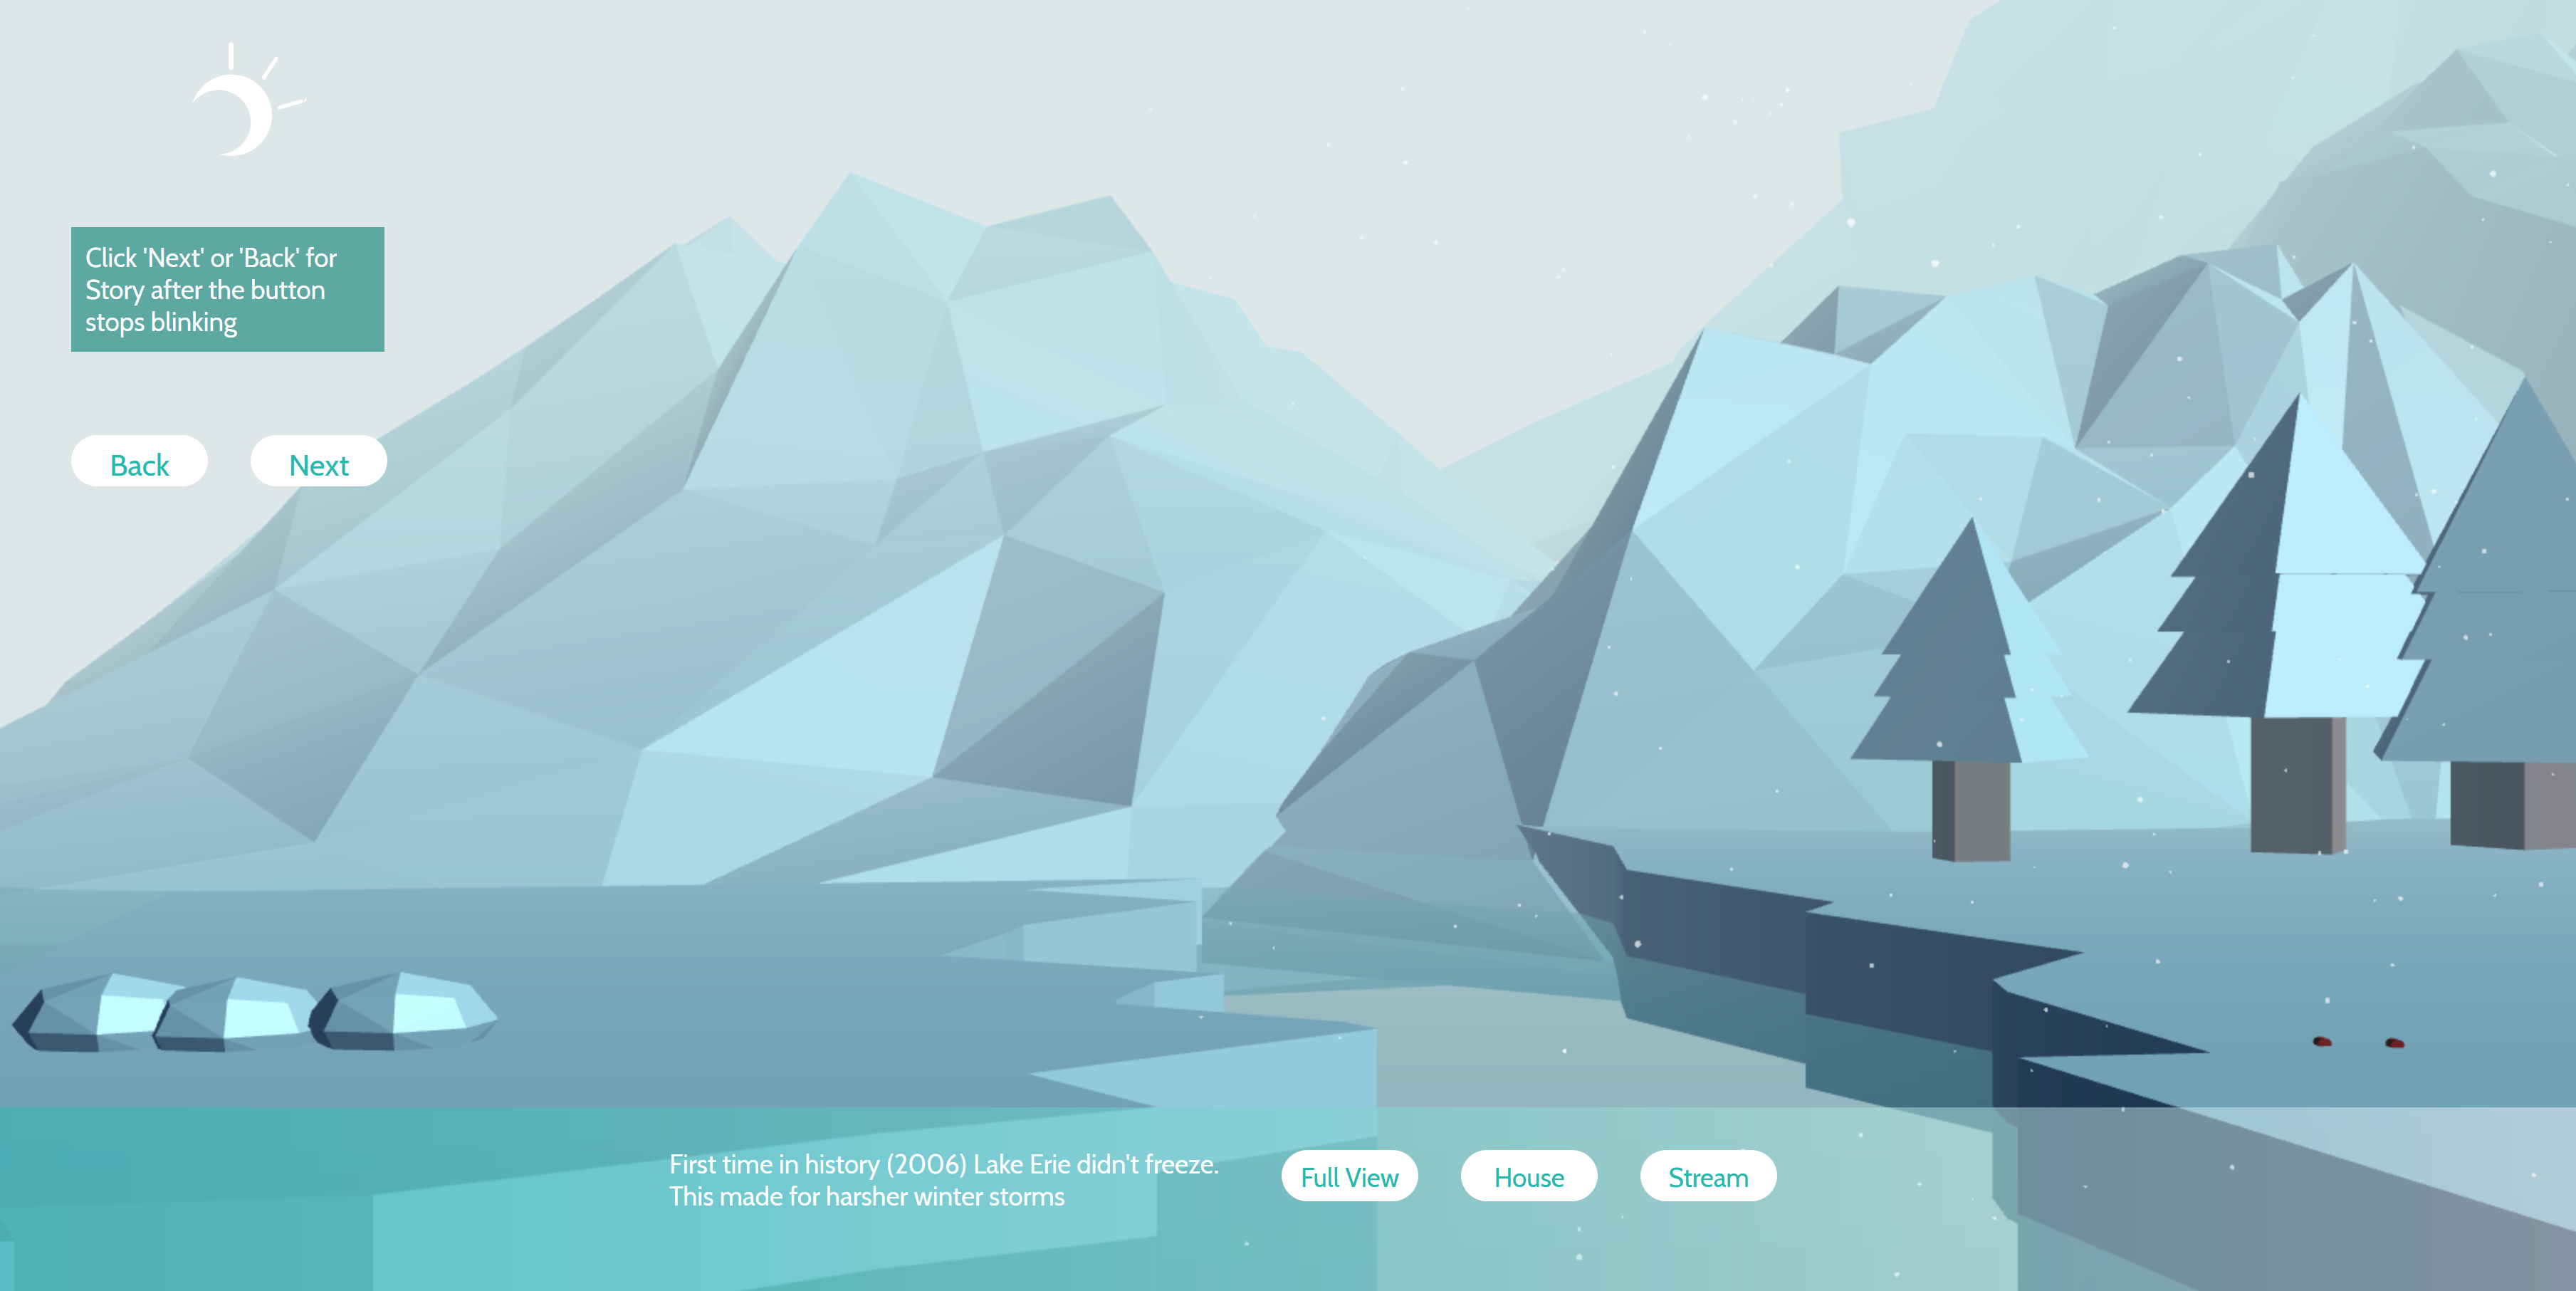 Click 'Next' or 'Back' for
Story after the button
stops blinking
Back
Next
First time in history (2006) Lake Erie didn't freeze.
This made for harsher winter storms
Full View
House
Stream